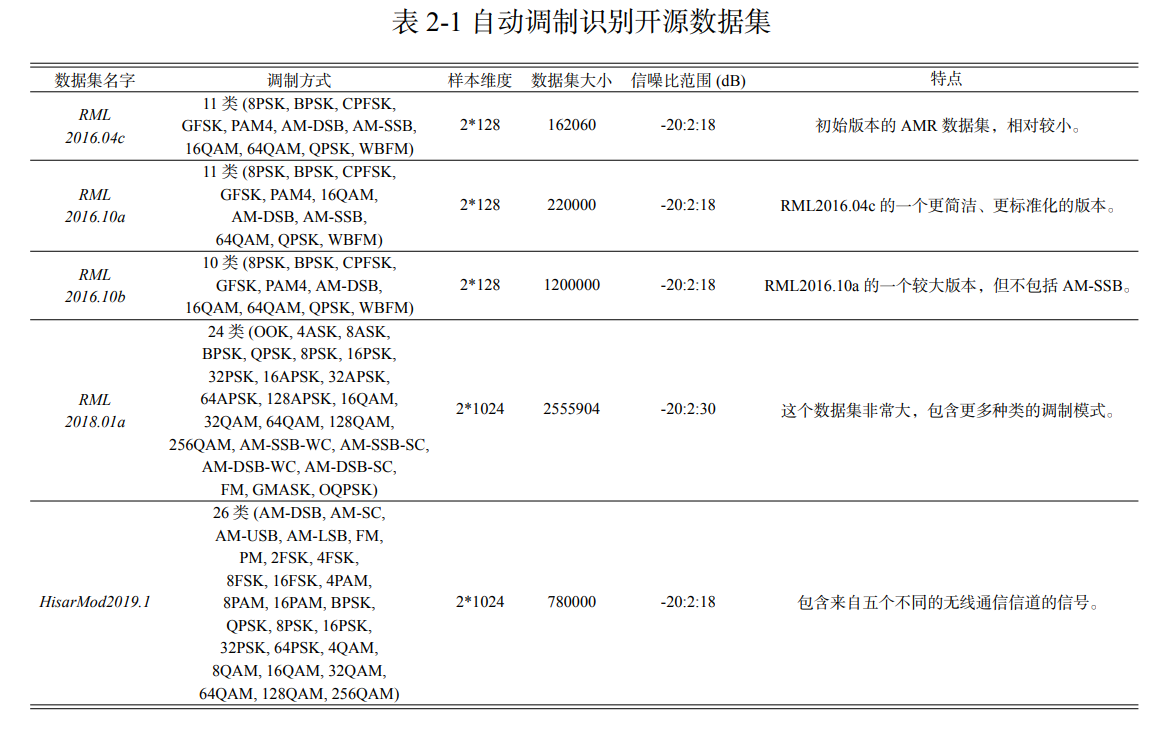 表 2-1 自动调制识别开源数据集
数据集名字 调制方式 样本维度 数据集大小 信噪比范围 (dB) 特点
RML
2016.04c
11 类 (8PSK, BPSK, CPFSK,
GFSK, PAM4, AM-DSB, AM-SSB,
16QAM, 64QAM, QPSK, WBFM)
2*128 162060 -20:2:18 初始版本的 AMR 数据集，相对较小。
RML
2016.10a
11 类 (8PSK, BPSK, CPFSK,
GFSK, PAM4, 16QAM,
AM-DSB, AM-SSB,
64QAM, QPSK, WBFM)
2*128 220000 -20:2:18 RML2016.04c 的一个更简洁、更标准化的版本。
RML
2016.10b
10 类 (8PSK, BPSK, CPFSK,
GFSK, PAM4, AM-DSB,
16QAM, 64QAM, QPSK, WBFM)
2*128 1200000 -20:2:18 RML2016.10a 的一个较大版本，但不包括 AM-SSB。
RML
2018.01a
24 类 (OOK, 4ASK, 8ASK,
BPSK, QPSK, 8PSK, 16PSK,
32PSK, 16APSK, 32APSK,
64APSK, 128APSK, 16QAM,
32QAM, 64QAM, 128QAM,
256QAM, AM-SSB-WC, AM-SSB-SC,
AM-DSB-WC, AM-DSB-SC,
FM, GMASK, OQPSK)
2*1024 2555904 -20:2:30 这个数据集非常大，包含更多种类的调制模式。
HisarMod2019.1
26 类 (AM-DSB, AM-SC,
AM-USB, AM-LSB, FM,
PM, 2FSK, 4FSK,
8FSK, 16FSK, 4PAM,
8PAM, 16PAM, BPSK,
QPSK, 8PSK, 16PSK,
32PSK, 64PSK, 4QAM,
8QAM, 16QAM, 32QAM,
64QAM, 128QAM, 256QAM)
2*1024 780000 -20:2:18 包含来自五个不同的无线通信信道的信号。